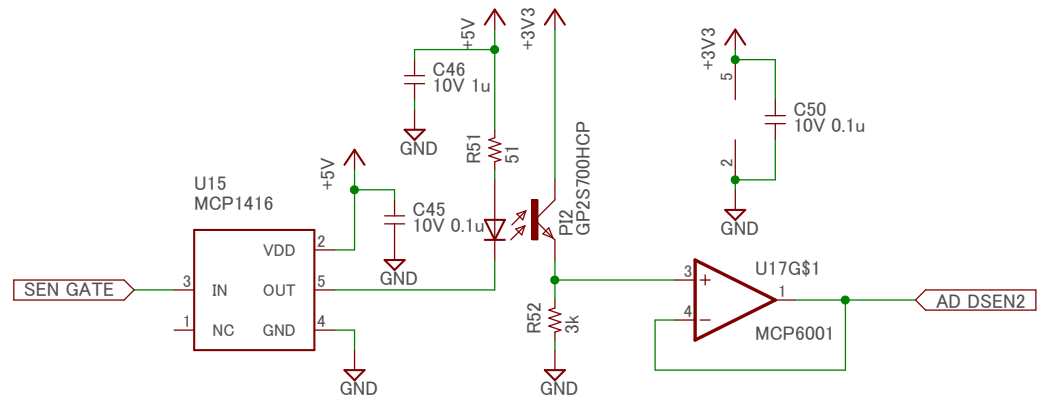 +5V
+3V3
+3V3
C46
10V 1u
GND
R51
51
5
C50
10V 0.1u
2
GND
+5V
U15
MCP1416
C45
10V 0.1u
GND
PI2
GP2S700HCP
VDD
2
SEN GATE
3
IN
OUT
5
1
NC
GND
4
GND
R52
3k
GND
U17G$1
3
+
4
−
1
MCP6001
AD DSEN2